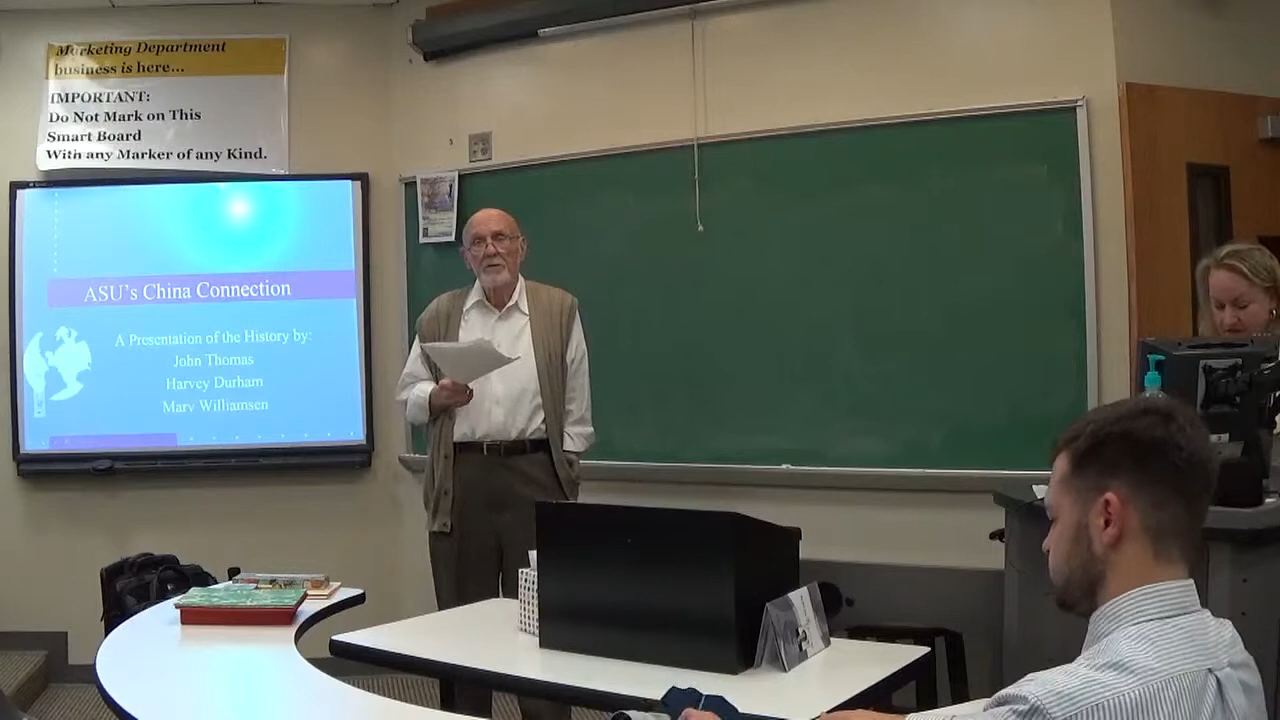 Marketing Department
business is here...
IMPORTANT:
Do Not Mark on This
Smart Board
With any Marker of any Kind.
ASU's China Connection
A Presentation of the History by:
John Thomas
Harvey Durham
Mary Williamsen